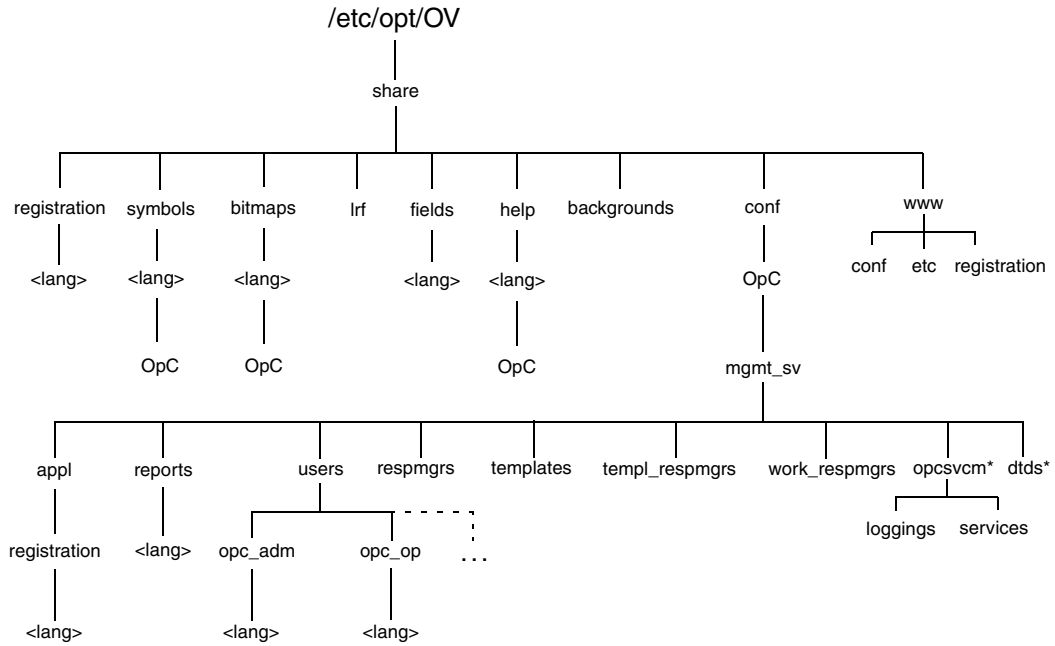 /etc/opt/OV
share
registration symbols bitmaps lrf fields help backgrounds conf www
<lang> <lang> <lang> <lang> <lang> OpC conf etc registration
OpC OpC OpC mgmt_sv
appl reports users respmgrs templates templ_respmgrs work_respmgrs opcsvcm* dtds*
loggings services
registration <lang> opc_adm opc_op ...
<lang> <lang> <lang>